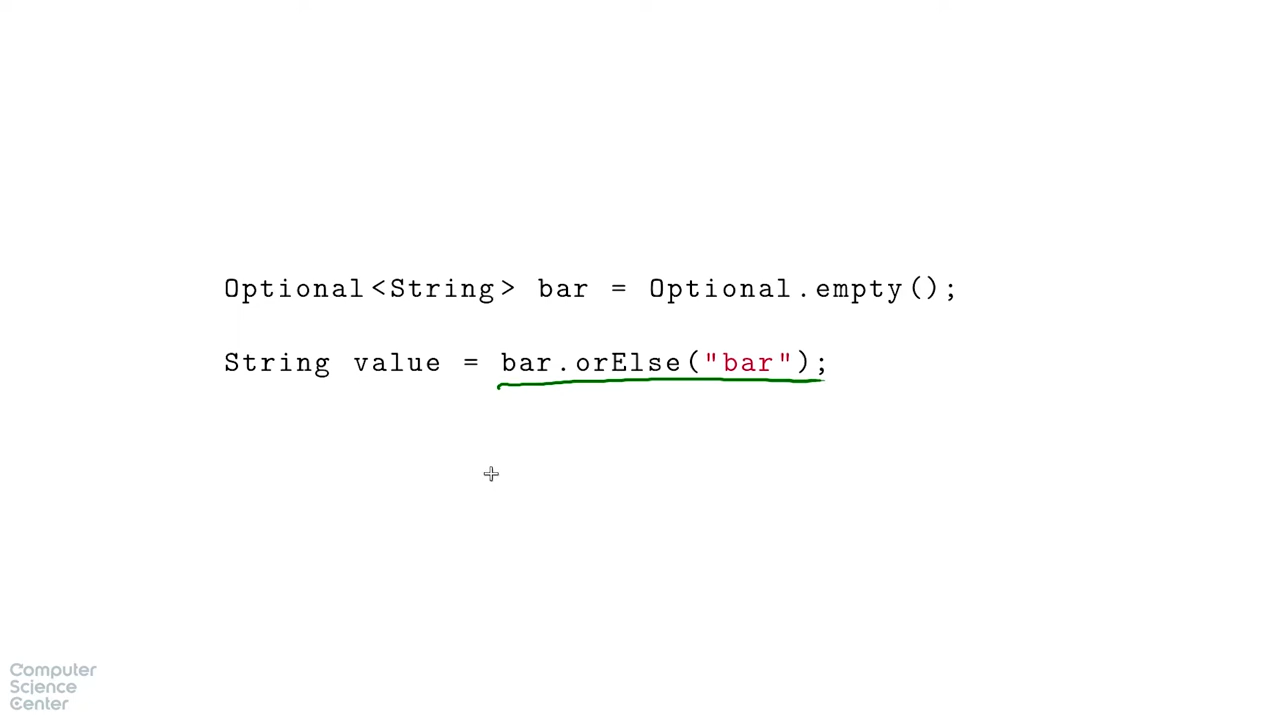 Optional<String> bar = Optional.empty();
String value = bar.orElse("bar");
Computer
Science
Center